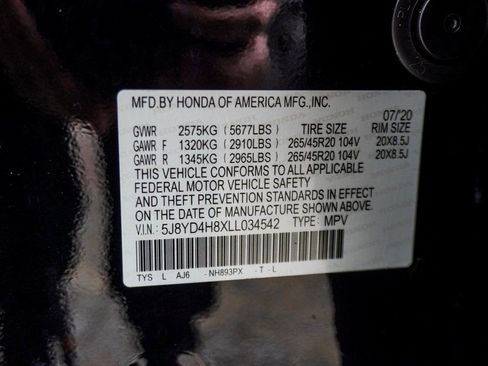 MFD.BY HONDA OF AMERICA MFG.,INC.
07/'20
GVWR 2575KG (5677LBS) TIRE SIZE RIM SIZE
GAWR F 1320KG (2910LBS) 265/45R20 104V 20X8.5J
GAWR R 1345KG (2965LBS) 265/45R20 104V 20X8.5J
THIS VEHICLE CONFORMS TO ALL APPLICABLE
FEDERAL MOTOR VEHICLE SAFETY
AND THEFT PREVENTION STANDARDS IN EFFECT
ON THE DATE OF MANUFACTURE SHOWN ABOVE.
V.I.N: 5J8YD4H8XLL034542 TYPE: MPV
TYS L AJ6 -NH893PX -T-L